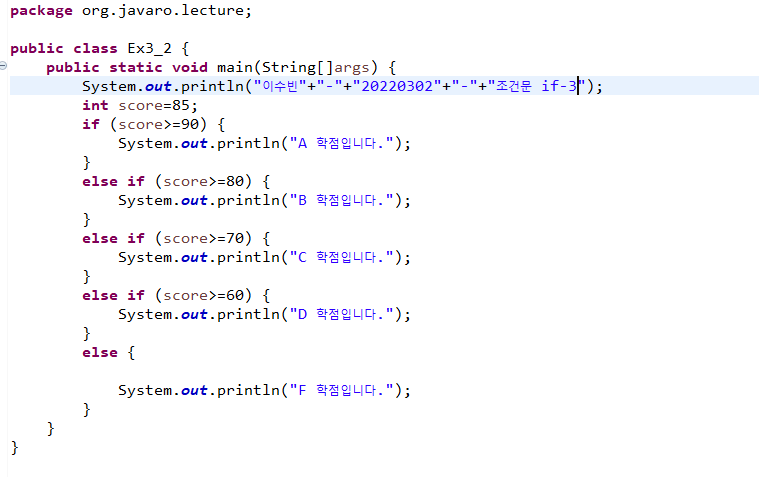 package org.javaro.lecture;
public class Ex3_2 {
public static void main(String[]args) {
System.out.println("이수빈"+"-"+"20220302"+"-"+"조건문 if-3");
int score=85;
if (score>=90) {
System.out.println("A 학점입니다.");
}
else if (score>=80) {
System.out.println("B 학점입니다.");
}
else if (score>=70) {
System.out.println("C 학점입니다.");
}
else if (score>=60) {
System.out.println("D 학점입니다.");
}
else {
System.out.println("F 학점입니다.");
}
}
}